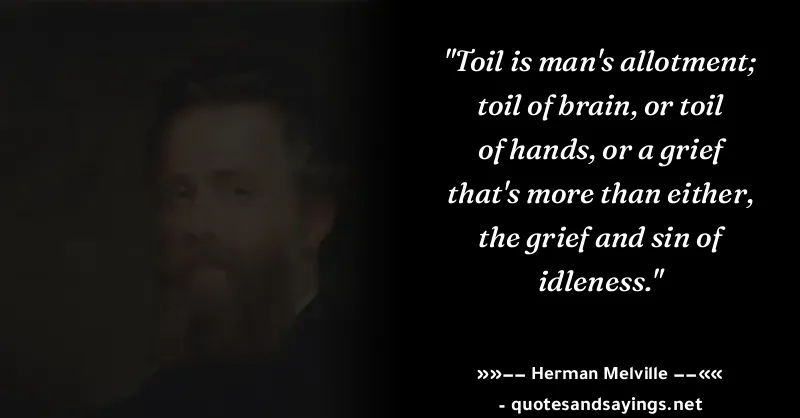 "Toil is man's allotment;
toil of brain, or toil
of hands, or a grief
that's more than either,
the grief and sin of
idleness."
»»–– Herman Melville ––««
- quotesandsayings.net